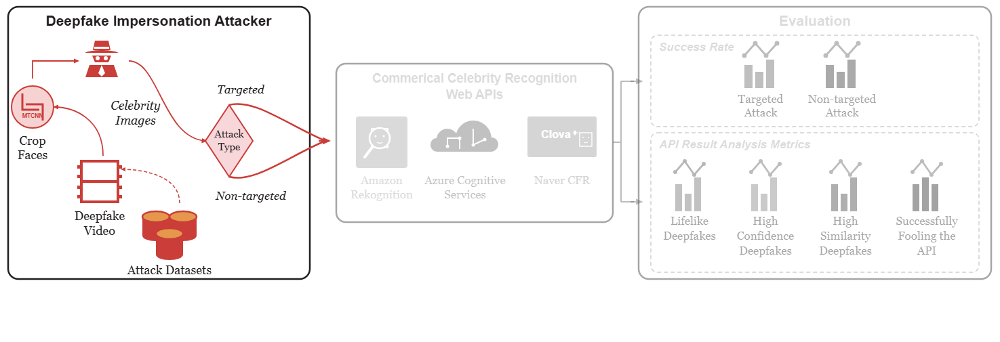 Deepfake Impersonation Attacker
Targeted
Celebrity
Images
MTCNN
Attack
Type
Crop
Faces
Non-targeted
Deepfake
Video
Attack Datasets
Commerical Celebrity Recognition
Web APIs
Clova
Amazon
Rekognition
Azure Cognitive
Services
Naver CFR
Evaluation
Success Rate
Targeted
Attack
Non-targeted
Attack
API Result Analysis Metrics
Lifelike
Deepfakes
High
Confidence
Deepfakes
High
Similarity
Deepfakes
Successfully
Fooling the
API